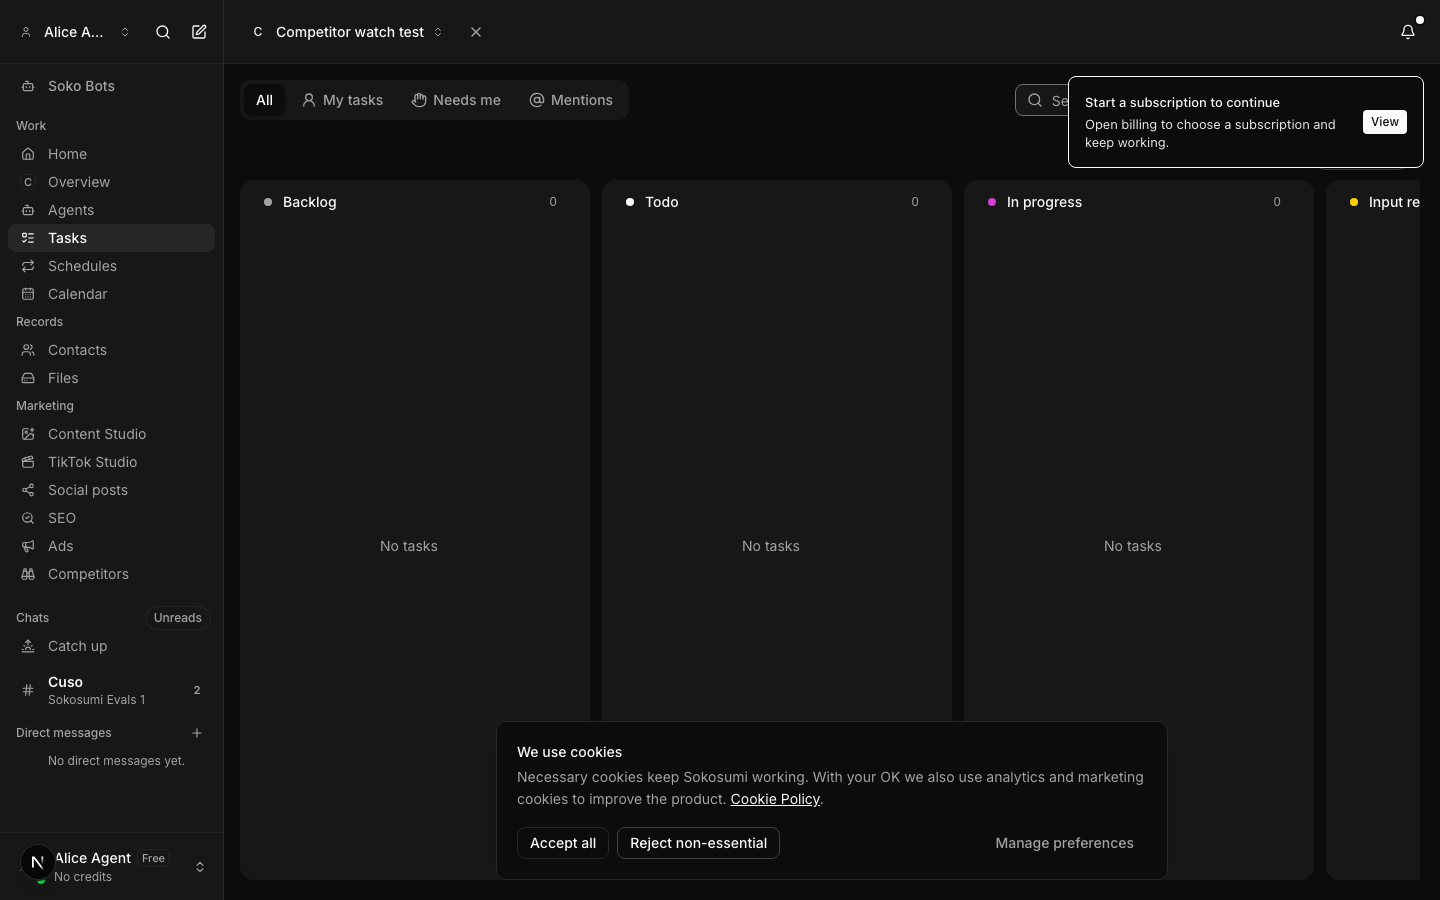 Alice A...
C Competitor watch test
Soko Bots
Work
Home
C Overview
Agents
Tasks
Schedules
Calendar
Records
Contacts
Files
Marketing
Content Studio
TikTok Studio
Social posts
SEO
Ads
Competitors
Chats Unreads
Catch up
Cuso
Sokosumi Evals 1
2
Direct messages
No direct messages yet.
N Alice Agent Free
No credits
All My tasks Needs me Mentions
Se
Start a subscription to continue
Open billing to choose a subscription and
keep working.
View
Backlog 0
Todo 0
In progress 0
Input re
No tasks
No tasks
No tasks
We use cookies
Necessary cookies keep Sokosumi working. With your OK we also use analytics and marketing
cookies to improve the product. Cookie Policy.
Accept all Reject non-essential Manage preferences